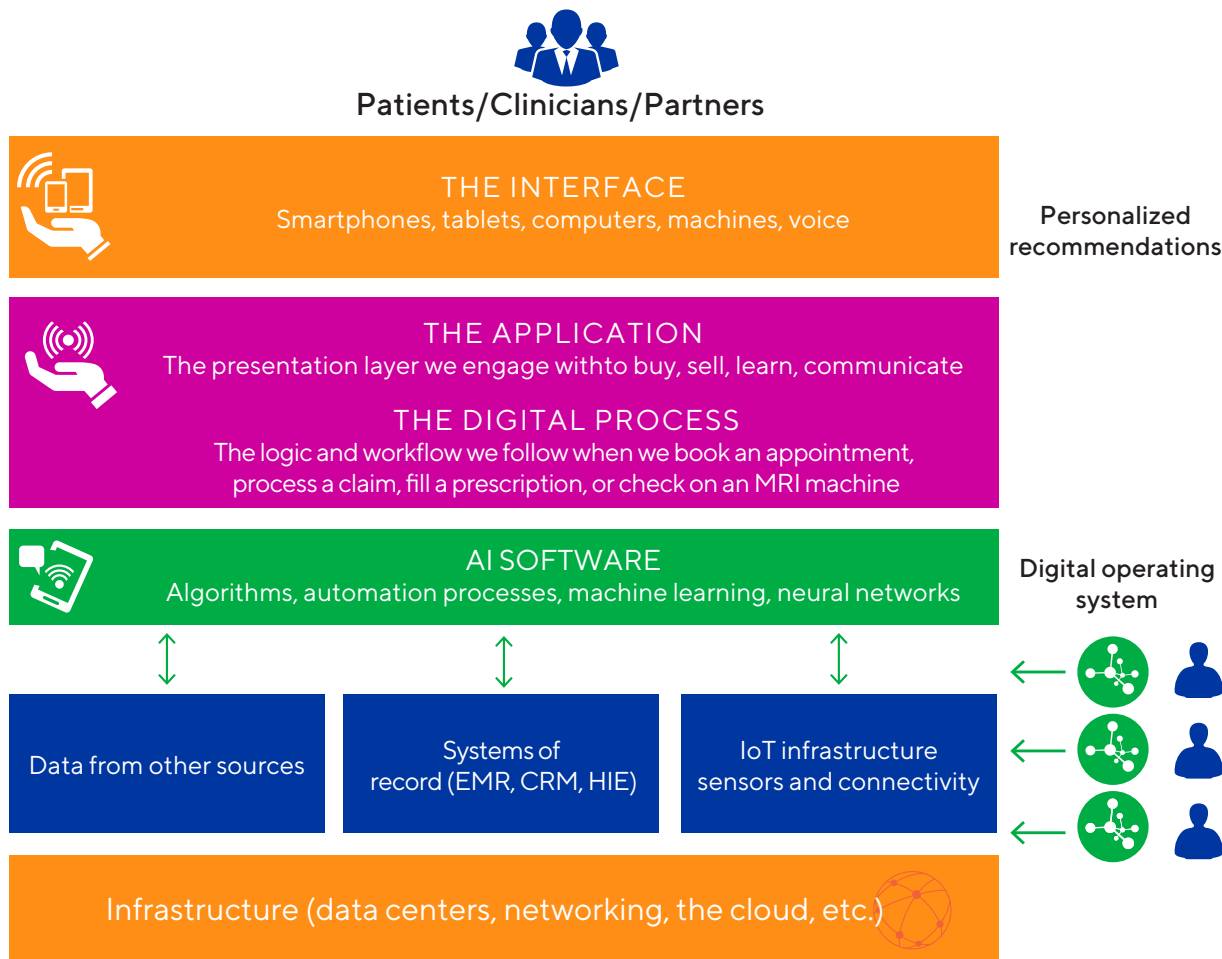 Patients/Clinicians/Partners
THE INTERFACE
Smartphones, tablets, computers, machines, voice
Personalized
recommendations
THE APPLICATION
The presentation layer we engage withto buy, sell, learn, communicate
THE DIGITAL PROCESS
The logic and workflow we follow when we book an appointment,
process a claim, fill a prescription, or check on an MRI machine
AI SOFTWARE
Algorithms, automation processes, machine learning, neural networks
Digital operating
system
Data from other sources
Systems of
record (EMR, CRM, HIE)
IoT infrastructure
sensors and connectivity
Infrastructure (data centers, networking, the cloud, etc.)